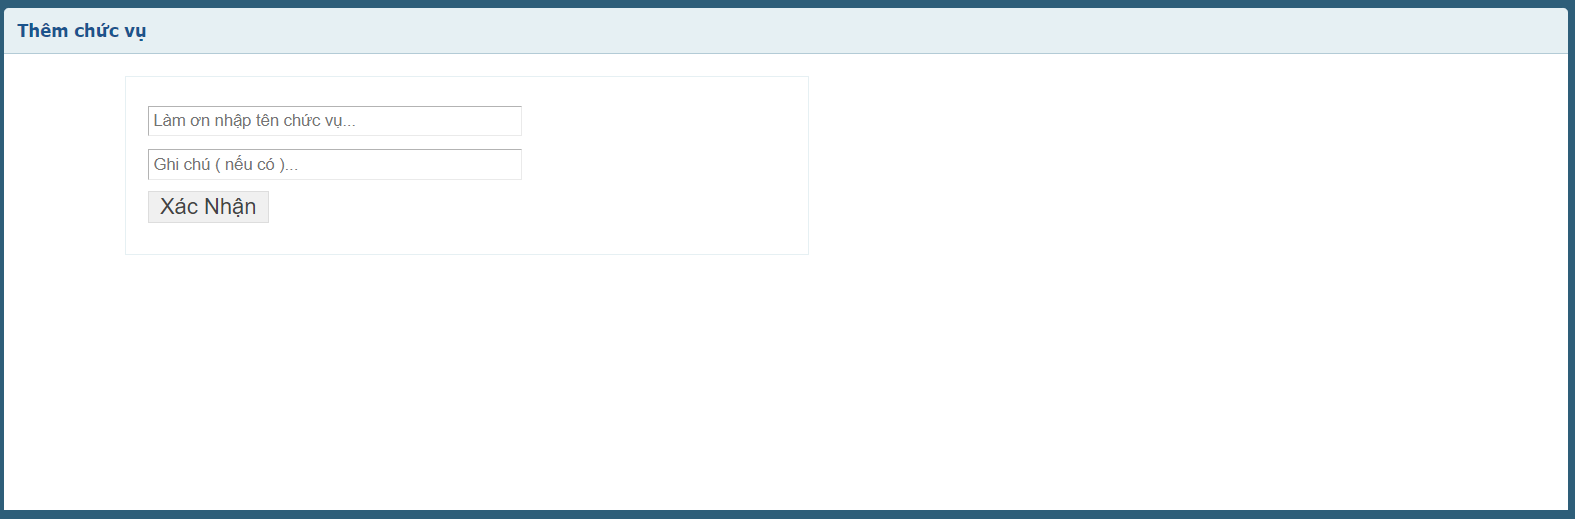 Thêm chức vụ
Làm ơn nhập tên chức vụ...
Ghi chú ( nếu có )...
Xác Nhận